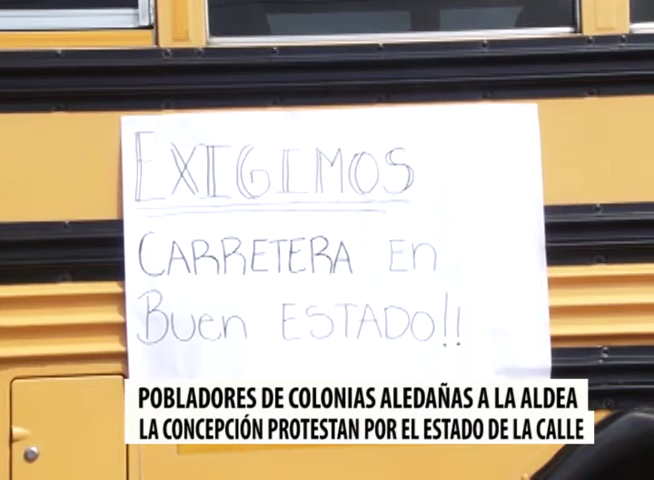 EXIGIMOS
CARRETERA En
Buen ESTADO!!
POBLADORES DE COLONIAS ALEDAÑAS A LA ALDEA
LA CONCEPCIÓN PROTESTAN POR EL ESTADO DE LA CALLE